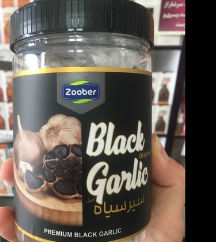 Zoober
Black
Garlic
سیر سیاه
PREMIUM BLACK GARLIC